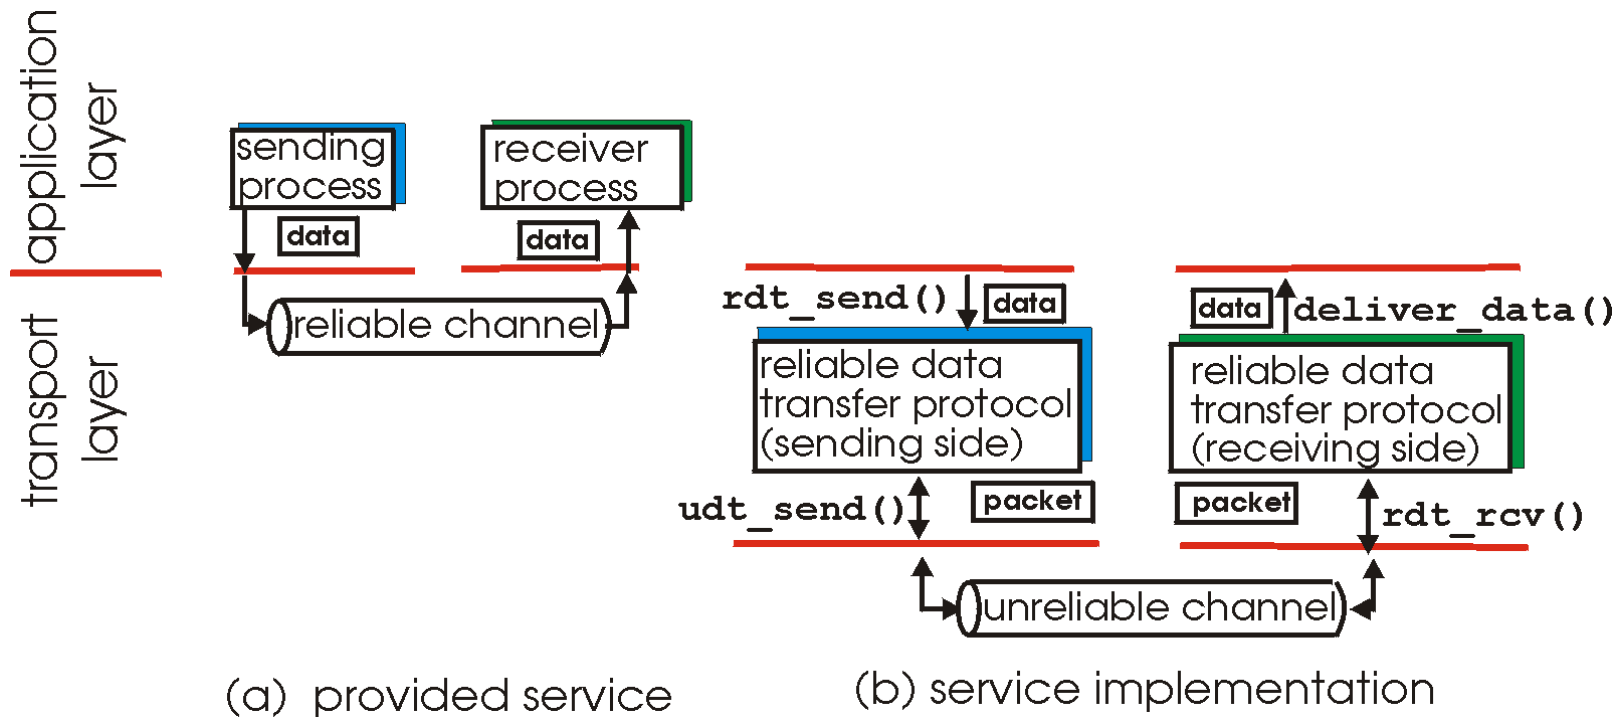 application
layer
transport
layer
sending
process
data
receiver
process
data
reliable channel
(a) provided service
rdt_send()
data
reliable data
transfer protocol
(sending side)
udt_send()
packet
data
deliver_data()
reliable data
transfer protocol
(receiving side)
packet
rdt_rcv()
unreliable channel
(b) service implementation